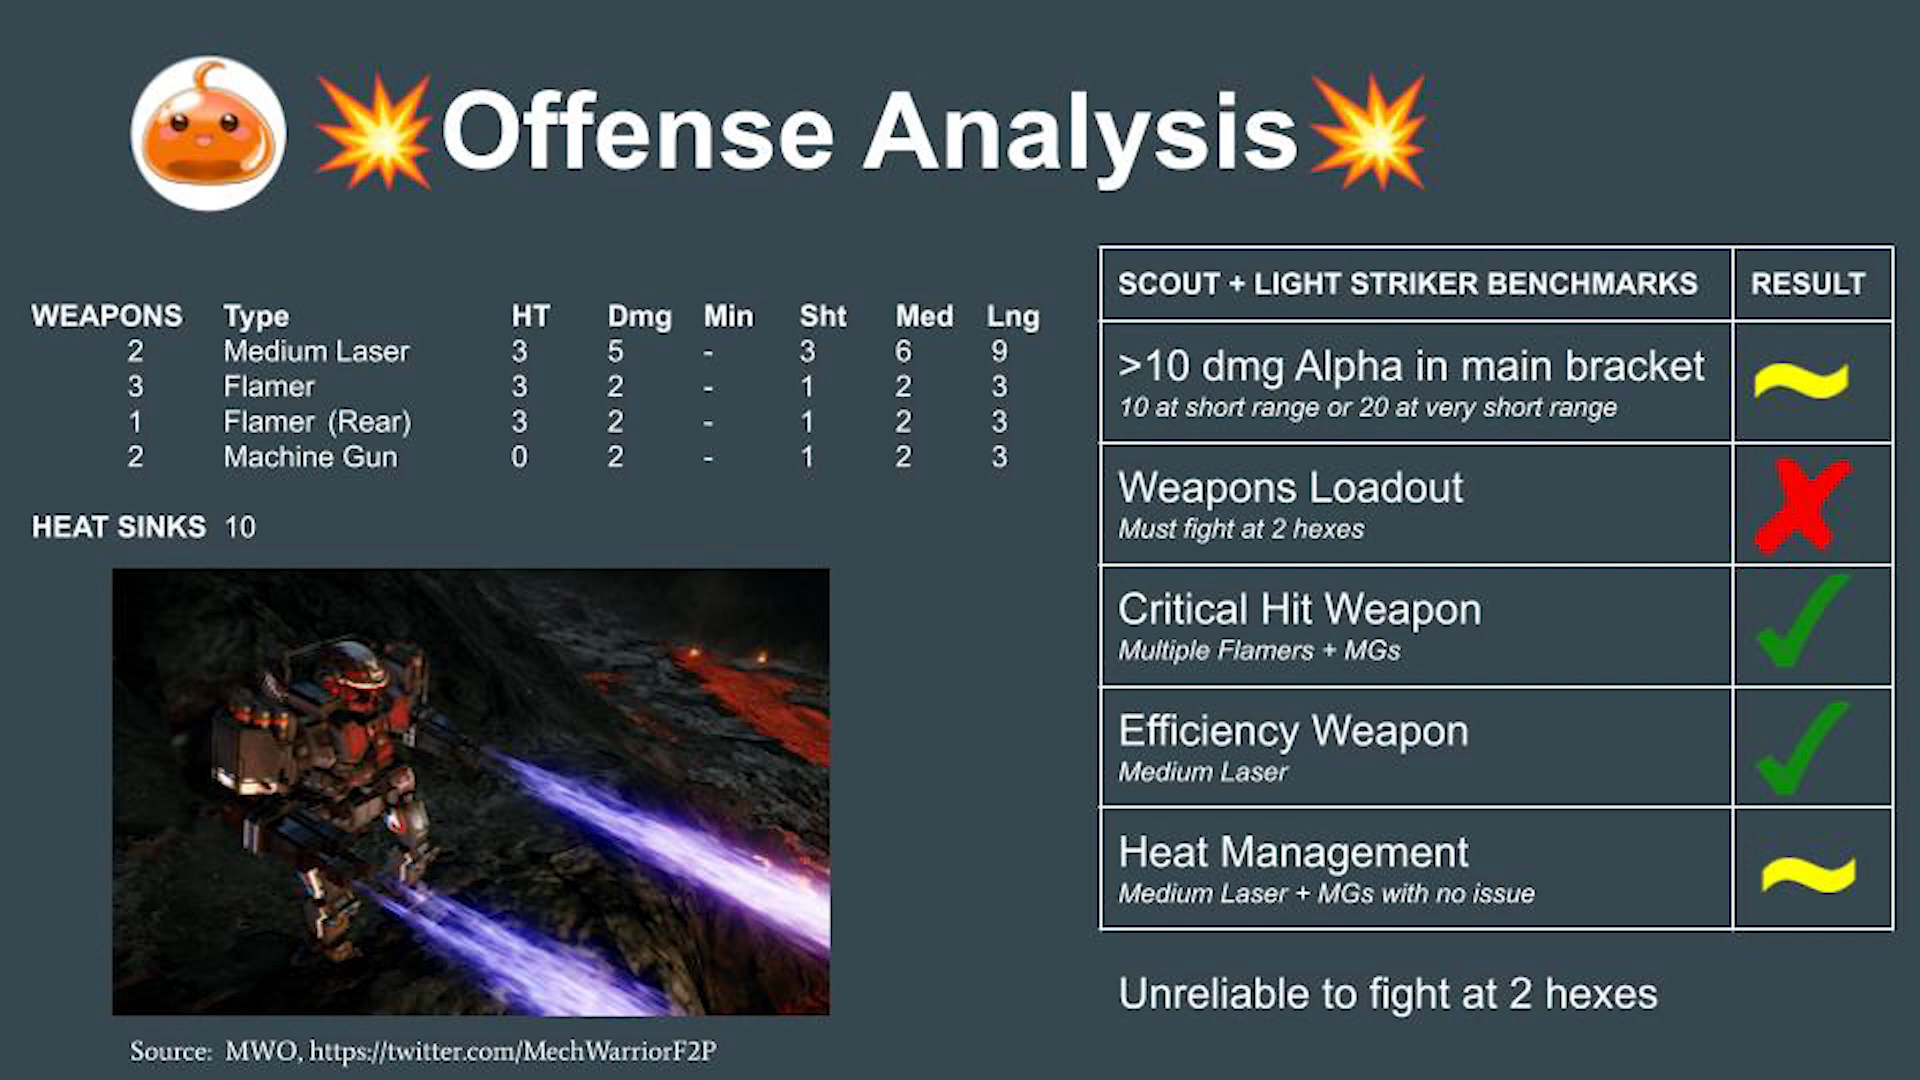 Offense Analysis
WEAPONS Type HT Dmg Min Sht Med Lng
2 Medium Laser 3 5 - 3 6 9
3 Flamer 3 2 - 1 2 3
1 Flamer (Rear) 3 2 - 1 2 3
2 Machine Gun 0 2 - 1 2 3
HEAT SINKS 10
Source: MWO, https://twitter.com/MechWarriorF2P
SCOUT + LIGHT STRIKER BENCHMARKS RESULT
>10 dmg Alpha in main bracket
10 at short range or 20 at very short range
Weapons Loadout
Must fight at 2 hexes
Critical Hit Weapon
Multiple Flamers + MGs
Efficiency Weapon
Medium Laser
Heat Management
Medium Laser + MGs with no issue
Unreliable to fight at 2 hexes